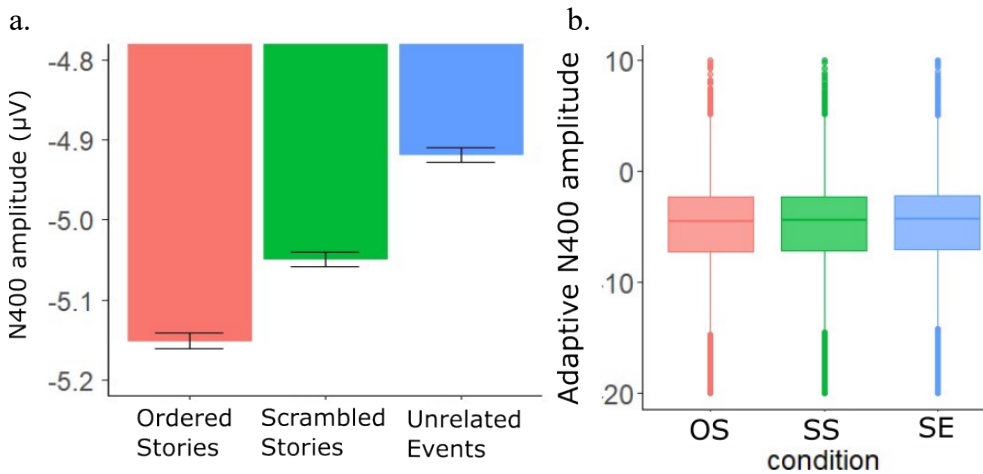 a.
N400 amplitude (µV)
-4.8
-4.9
-5.0
-5.1
-5.2
Ordered
Stories
Scrambled
Stories
Unrelated
Events
b.
Adaptive N400 amplitude
10
0
-10
-20
OS
SS
SE
condition